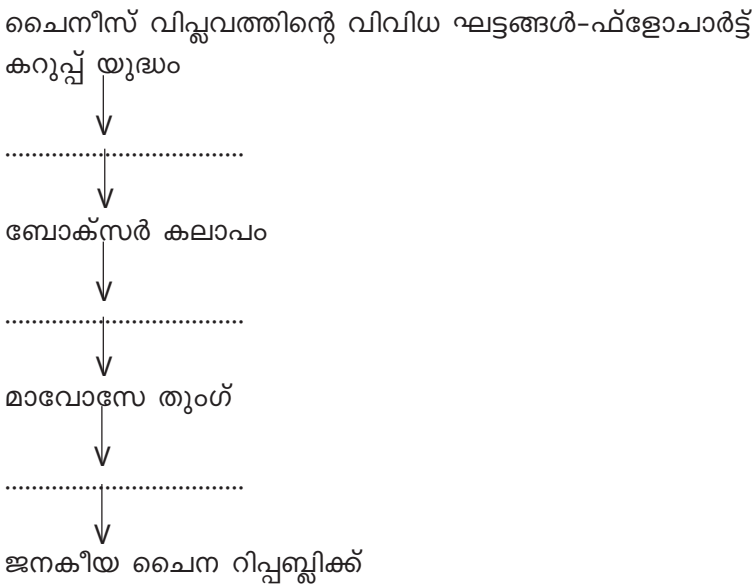 ചൈനീസ് വിപ്ലവത്തിന്റെ വിവിധ ഘട്ടങ്ങൾ-ഫ്ളോചാർട്ട്
കറുപ്പ് യുദ്ധം
....................................
ബോക്സർ കലാപം
....................................
മാവോസേ തുംഗ്
....................................
ജനകീയ ചൈന റിപ്പബ്ലിക്ക്